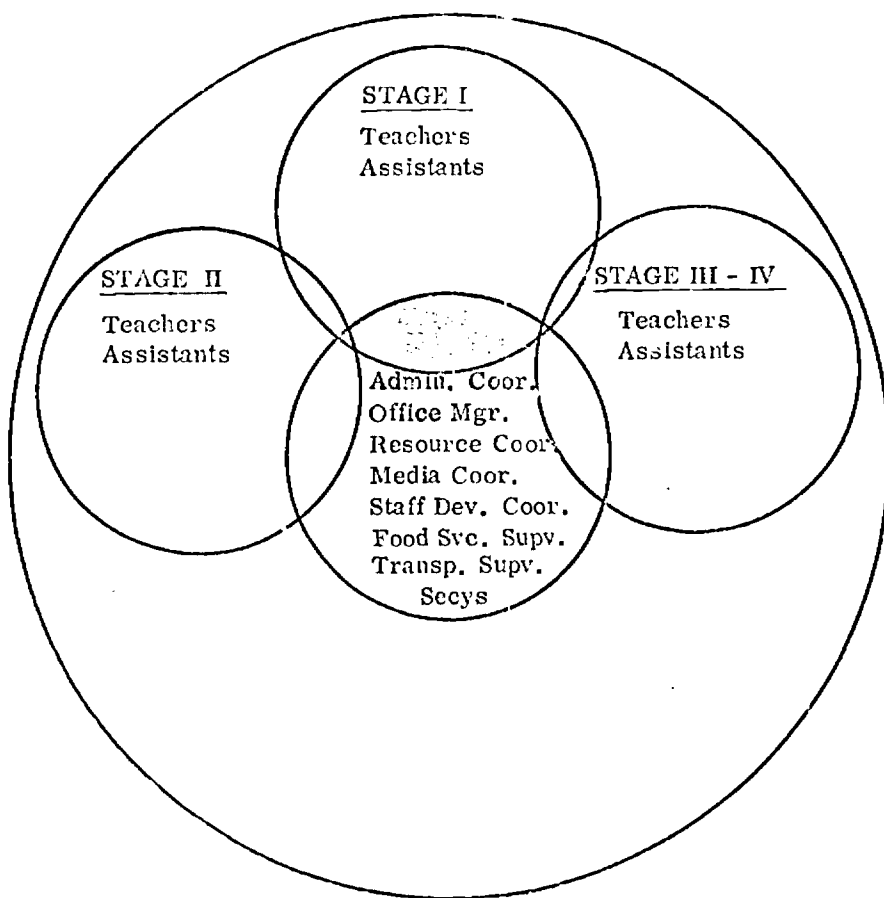 STAGE I
Teachers
Assistants
STAGE II
Teachers
Assistants
STAGE III - IV
Teachers
Assistants
Admin. Coor.
Office Mgr.
Resource Coor.
Media Coor.
Staff Dev. Coor.
Food Svc. Supv.
Transp. Supv.
Secys